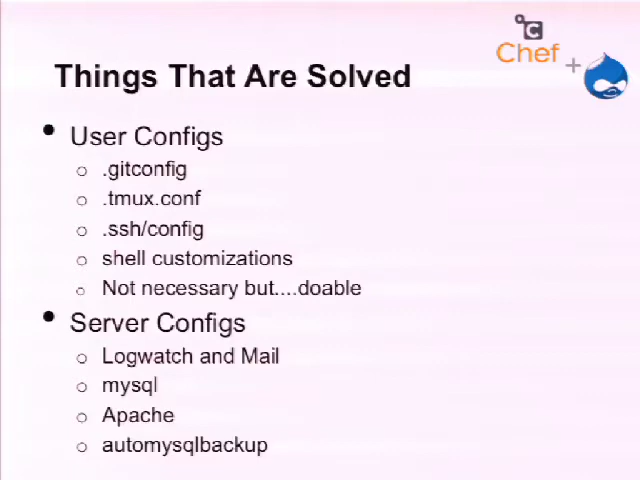 Chef +
Things That Are Solved
• User Configs
o .gitconfig
o .tmux.conf
o .ssh/config
o shell customizations
o Not necessary but....doable
• Server Configs
o Logwatch and Mail
o mysql
o Apache
o automysqlbackup